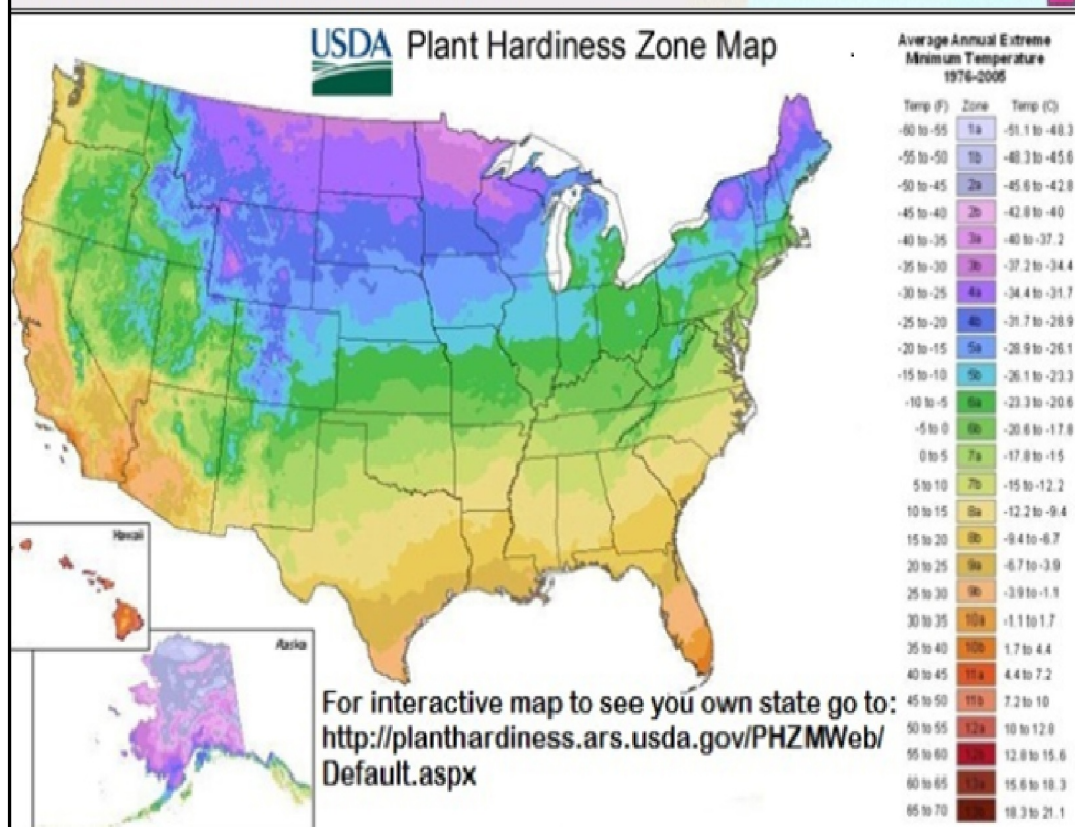 USDA Plant Hardiness Zone Map
Average Annual Extreme
Minimum Temperature
1976-2005
Temp (F) Zone Temp (C)
-60 to -55 1a -51.1 to -48.3
-55 to -50 1b -48.3 to -45.6
-50 to -45 2a -45.6 to -42.8
-45 to -40 2b -42.8 to -40
-40 to -35 3a -40 to -37.2
-35 to -30 3b -37.2 to -34.4
-30 to -25 4a -34.4 to -31.7
-25 to -20 4b -31.7 to -28.9
-20 to -15 5a -28.9 to -26.1
-15 to -10 5b -26.1 to -23.3
-10 to -5 6a -23.3 to -20.6
-5 to 0 6b -20.6 to -17.8
0 to 5 7a -17.8 to -15
5 to 10 7b -15 to -12.2
10 to 15 8a -12.2 to -9.4
15 to 20 8b -9.4 to -6.7
20 to 25 9a -6.7 to -3.9
25 to 30 9b -3.9 to -1.1
30 to 35 10a -1.1 to 1.7
35 to 40 10b 1.7 to 4.4
40 to 45 11a 4.4 to 7.2
45 to 50 11b 7.2 to 10
50 to 55 12a 10 to 12.8
55 to 60 12b 12.8 to 15.6
60 to 65 13a 15.6 to 18.3
65 to 70 13b 18.3 to 21.1
Hawaii
Alaska
For interactive map to see you own state go to:
http://planthardiness.ars.usda.gov/PHZMWeb/
Default.aspx